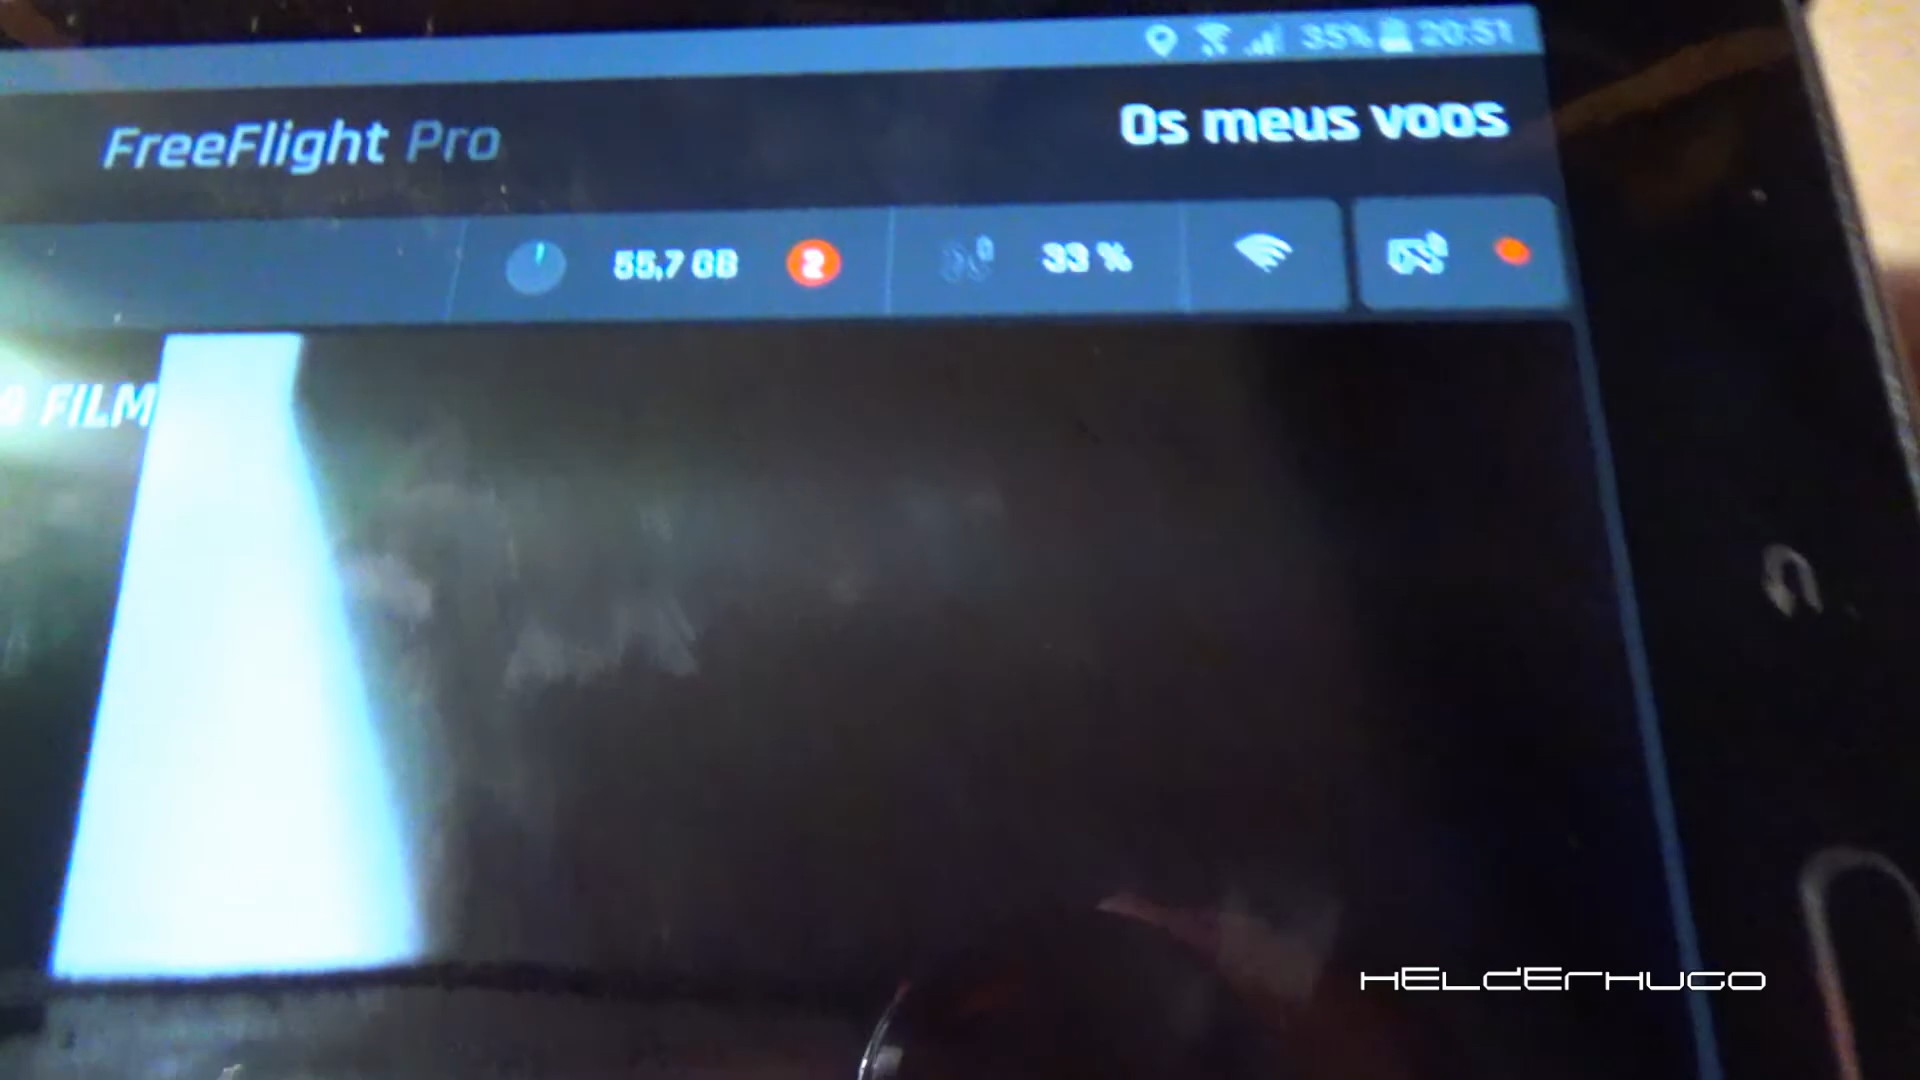 35% 20:51
FreeFlight Pro Os meus voos
55,7 GB 2 33 %
FILM
HELDERHUGO